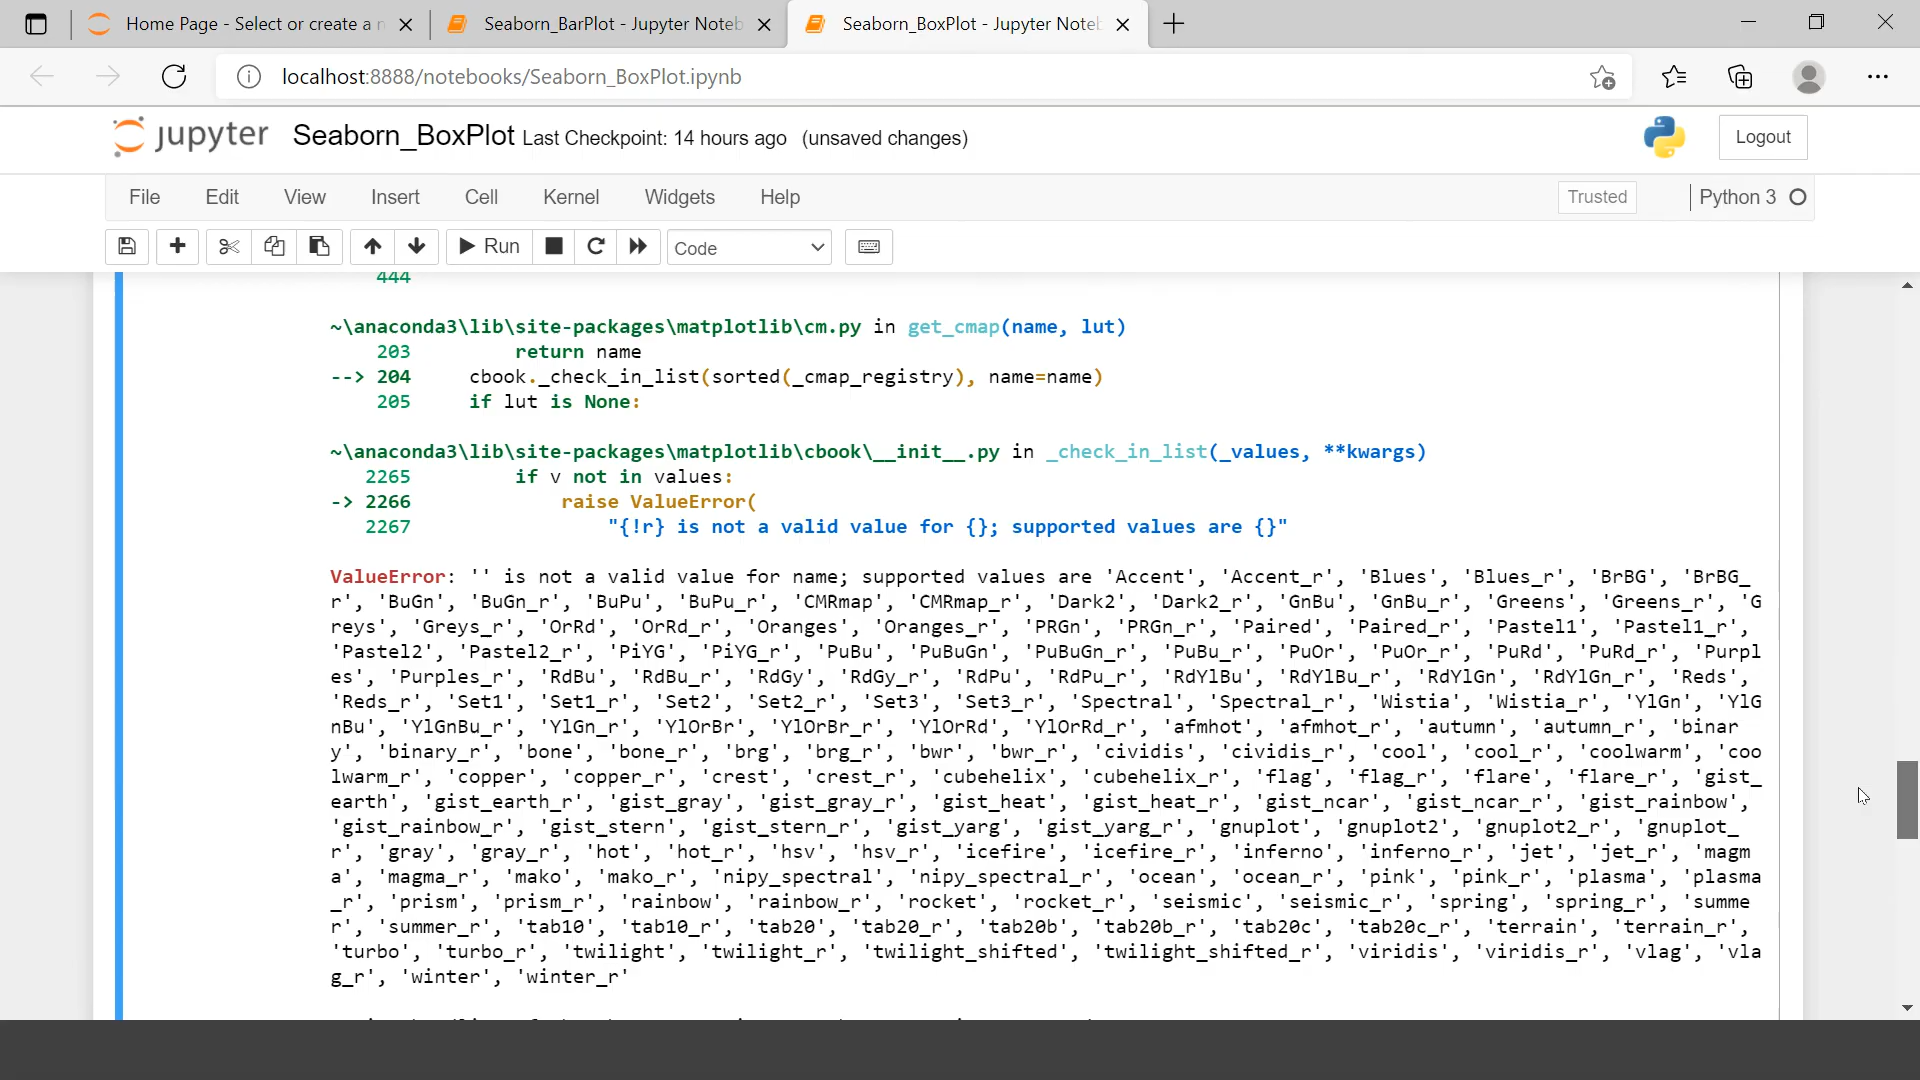 Home Page - Select or create a n
Seaborn_BarPlot - Jupyter Noteb
Seaborn_BoxPlot - Jupyter Noteb
localhost:8888/notebooks/Seaborn_BoxPlot.ipynb
jupyter Seaborn_BoxPlot Last Checkpoint: 14 hours ago (unsaved changes)
Logout
File Edit View Insert Cell Kernel Widgets Help
Trusted
Python 3
Run
Code
444
~\anaconda3\lib\site-packages\matplotlib\cm.py in get_cmap(name, lut)
203         return name
--> 204     cbook._check_in_list(sorted(_cmap_registry), name=name)
205     if lut is None:
~\anaconda3\lib\site-packages\matplotlib\cbook\__init__.py in _check_in_list(_values, **kwargs)
2265         if v not in values:
-> 2266             raise ValueError(
2267                 "{!r} is not a valid value for {}; supported values are {}"
ValueError: '' is not a valid value for name; supported values are 'Accent', 'Accent_r', 'Blues', 'Blues_r', 'BrBG', 'BrBG_
r', 'BuGn', 'BuGn_r', 'BuPu', 'BuPu_r', 'CMRmap', 'CMRmap_r', 'Dark2', 'Dark2_r', 'GnBu', 'GnBu_r', 'Greens', 'Greens_r', 'G
reys', 'Greys_r', 'OrRd', 'OrRd_r', 'Oranges', 'Oranges_r', 'PRGn', 'PRGn_r', 'Paired', 'Paired_r', 'Pastel1', 'Pastel1_r',
'Pastel2', 'Pastel2_r', 'PiYG', 'PiYG_r', 'PuBu', 'PuBuGn', 'PuBuGn_r', 'PuBu_r', 'PuOr', 'PuOr_r', 'PuRd', 'PuRd_r', 'Purpl
es', 'Purples_r', 'RdBu', 'RdBu_r', 'RdGy', 'RdGy_r', 'RdPu', 'RdPu_r', 'RdYlBu', 'RdYlBu_r', 'RdYlGn', 'RdYlGn_r', 'Reds',
'Reds_r', 'Set1', 'Set1_r', 'Set2', 'Set2_r', 'Set3', 'Set3_r', 'Spectral', 'Spectral_r', 'Wistia', 'Wistia_r', 'YlGn', 'YlG
nBu', 'YlGnBu_r', 'YlGn_r', 'YlOrBr', 'YlOrBr_r', 'YlOrRd', 'YlOrRd_r', 'afmhot', 'afmhot_r', 'autumn', 'autumn_r', 'binar
y', 'binary_r', 'bone', 'bone_r', 'brg', 'brg_r', 'bwr', 'bwr_r', 'cividis', 'cividis_r', 'cool', 'cool_r', 'coolwarm', 'coo
lwarm_r', 'copper', 'copper_r', 'crest', 'crest_r', 'cubehelix', 'cubehelix_r', 'flag', 'flag_r', 'flare', 'flare_r', 'gist_
earth', 'gist_earth_r', 'gist_gray', 'gist_gray_r', 'gist_heat', 'gist_heat_r', 'gist_ncar', 'gist_ncar_r', 'gist_rainbow',
'gist_rainbow_r', 'gist_stern', 'gist_stern_r', 'gist_yarg', 'gist_yarg_r', 'gnuplot', 'gnuplot2', 'gnuplot2_r', 'gnuplot_
r', 'gray', 'gray_r', 'hot', 'hot_r', 'hsv', 'hsv_r', 'icefire', 'icefire_r', 'inferno', 'inferno_r', 'jet', 'jet_r', 'magm
a', 'magma_r', 'mako', 'mako_r', 'nipy_spectral', 'nipy_spectral_r', 'ocean', 'ocean_r', 'pink', 'pink_r', 'plasma', 'plasma
_r', 'prism', 'prism_r', 'rainbow', 'rainbow_r', 'rocket', 'rocket_r', 'seismic', 'seismic_r', 'spring', 'spring_r', 'summe
r', 'summer_r', 'tab10', 'tab10_r', 'tab20', 'tab20_r', 'tab20b', 'tab20b_r', 'tab20c', 'tab20c_r', 'terrain', 'terrain_r',
'turbo', 'turbo_r', 'twilight', 'twilight_r', 'twilight_shifted', 'twilight_shifted_r', 'viridis', 'viridis_r', 'vlag', 'vla
g_r', 'winter', 'winter_r'